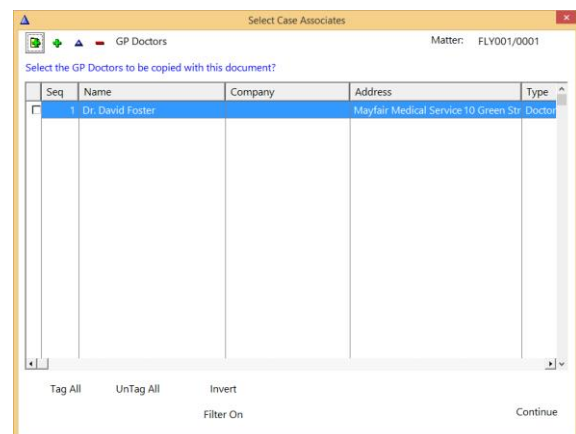 Select Case Associates
GP Doctors Matter: FLY001/0001
Select the GP Doctors to be copied with this document?
Seq Name Company Address Type
1 Dr. David Foster Mayfair Medical Service 10 Green Str Doctor
Tag All UnTag All Invert
Filter On Continue